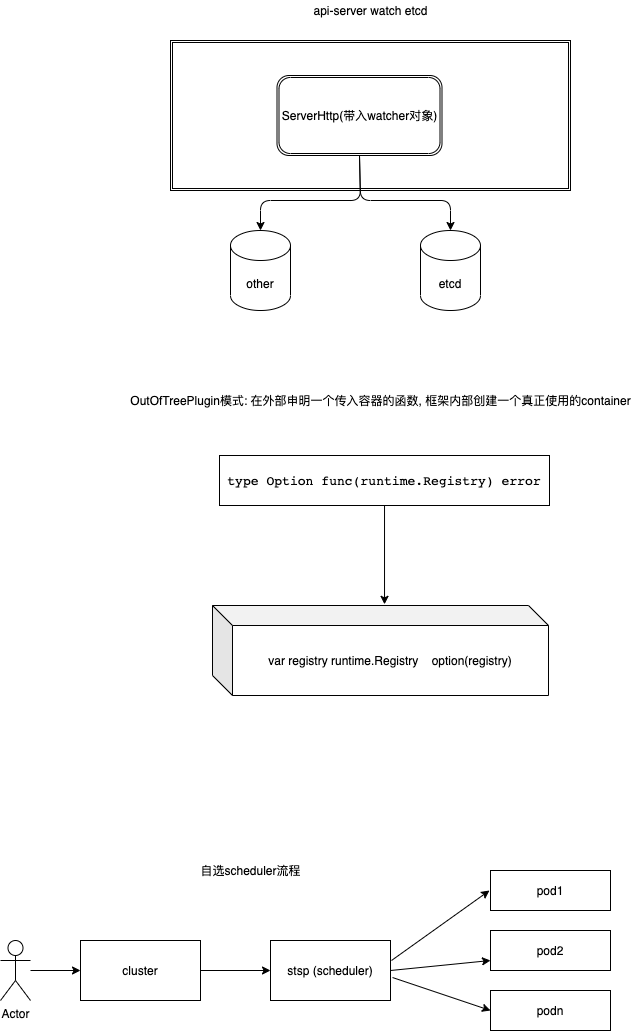 api-server watch etcd
ServerHttp(带入watcher对象)
other
etcd
OutOfTreePlugin模式: 在外部申明一个传入容器的函数, 框架内部创建一个真正使用的container
type Option func(runtime.Registry) error
var registry runtime.Registry option(registry)
自选scheduler流程
pod1
cluster
stsp (scheduler)
pod2
podn
Actor